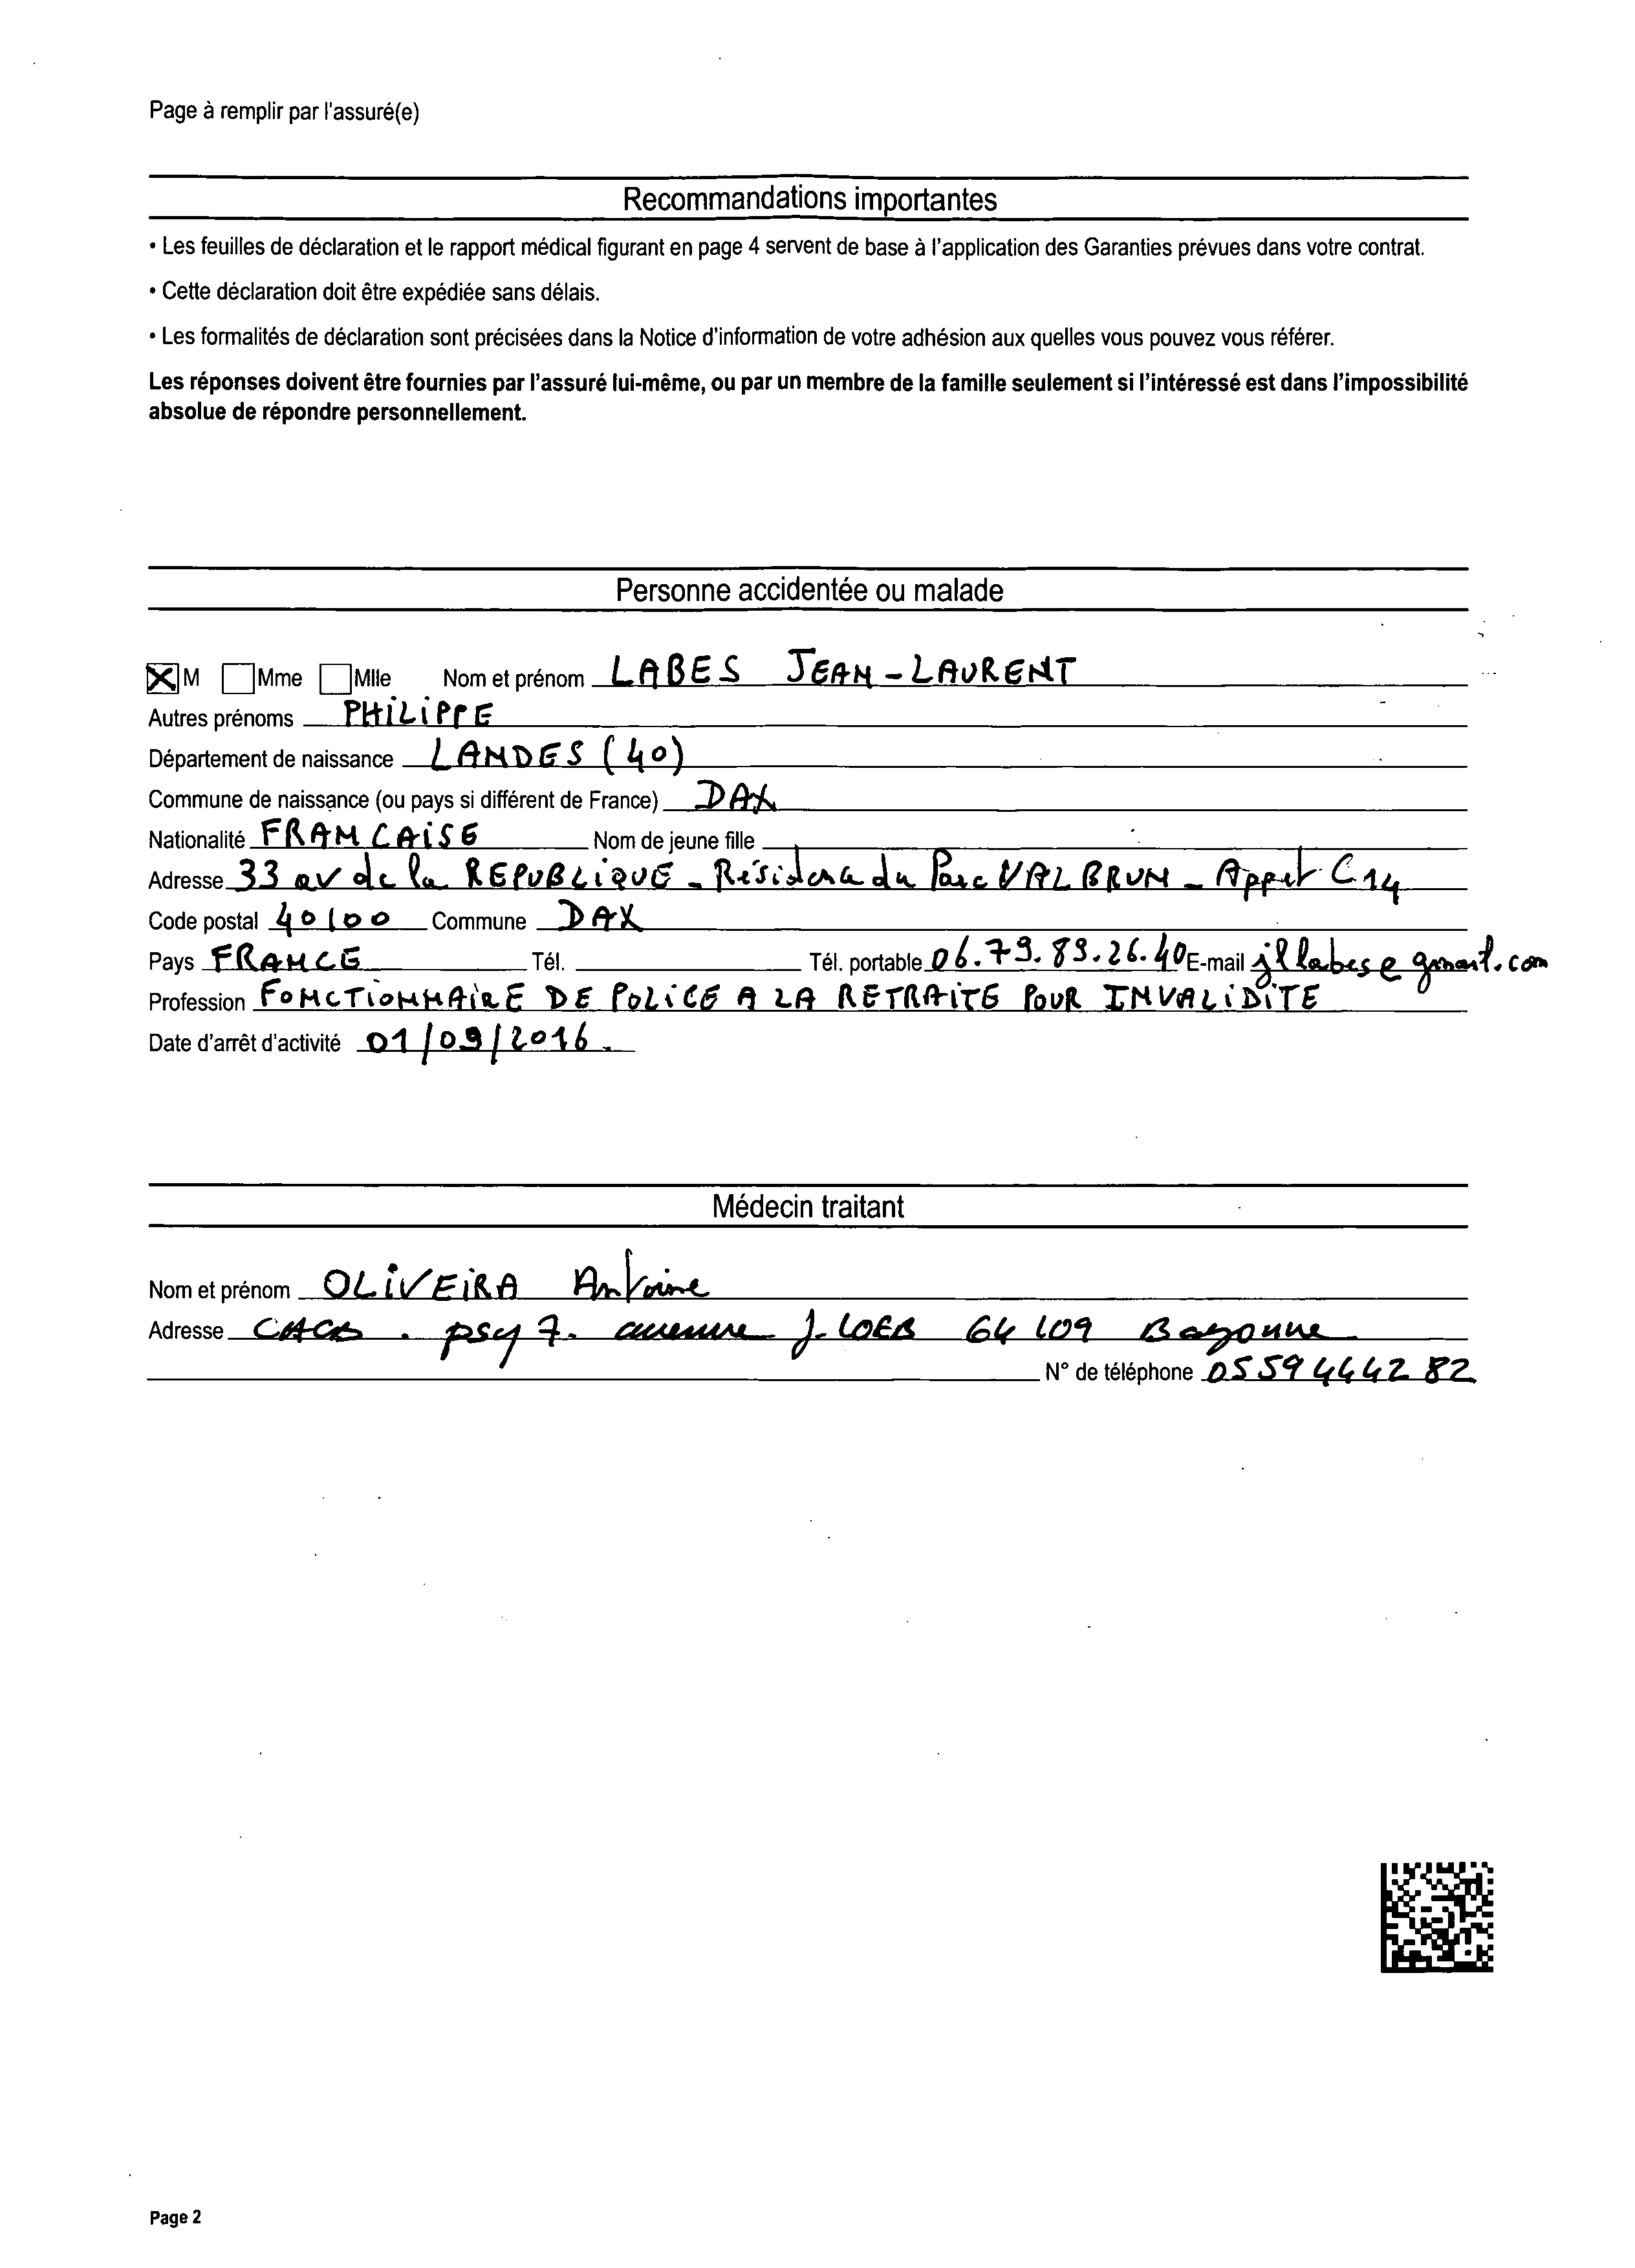 Page à remplir par l'assuré(e)
Recommandations importantes
• Les feuilles de déclaration et le rapport médical figurant en page 4 servent de base à l'application des Garanties prévues dans votre contrat.
• Cette déclaration doit être expédiée sans délais.
• Les formalités de déclaration sont précisées dans la Notice d'information de votre adhésion aux quelles vous pouvez vous référer.
Les réponses doivent être fournies par l'assuré lui-même, ou par un membre de la famille seulement si l'intéressé est dans l'impossibilité
absolue de répondre personnellement.
Personne accidentée ou malade
M Mme Mlle Nom et prénom LABES JEAN-LAURENT
Autres prénoms PHILIPPE
Département de naissance LANDES (40)
Commune de naissance (ou pays si différent de France) DAX
Nationalité FRANCAISE Nom de jeune fille
Adresse 33 av de la REPUBLIQUE - Résidence du Parc VALBRUN - Appet C14
Code postal 40100 Commune DAX
Pays FRANCE Tél. Tél. portable 06.79.89.26.40 E-mail jllabes@gmail.com
Profession FONCTIONNAIRE DE POLICE A LA RETRAITE POUR INVALIDITE
Date d'arrêt d'activité 01/09/2016.
Médecin traitant
Nom et prénom OLIVEIRA Antoine
Adresse psy 7. avenue J. LOEB 64109 Bayonne
N° de téléphone 05 59 44 42 82
Page 2